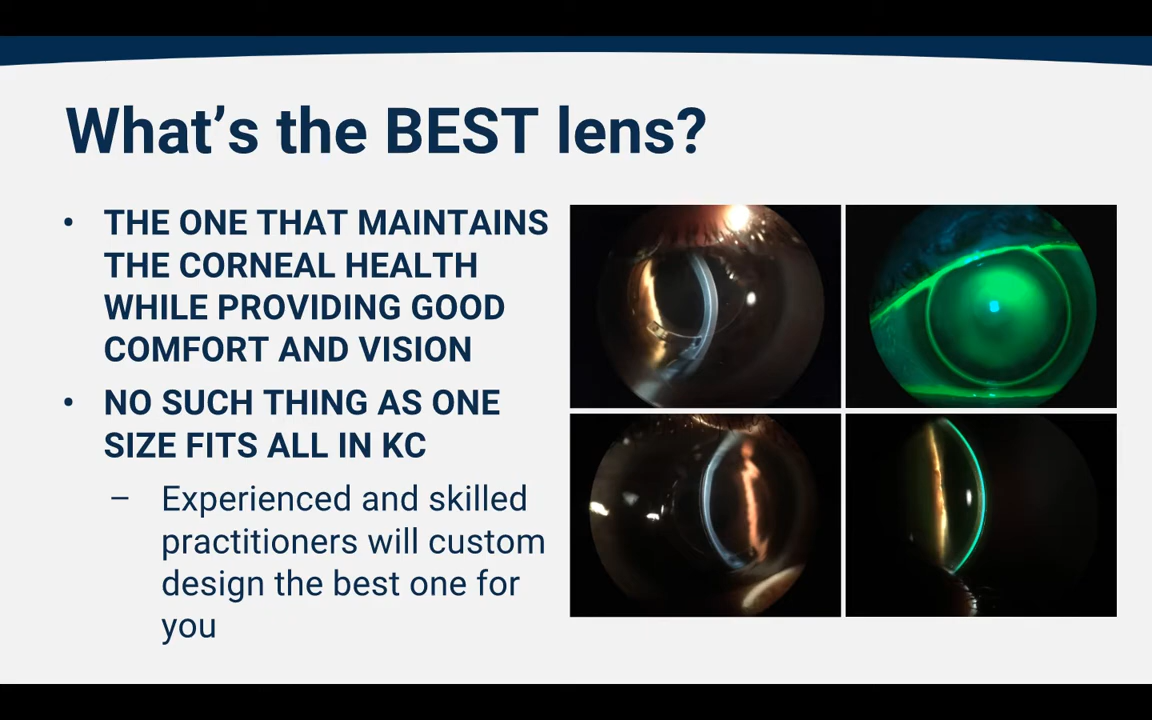 What's the BEST lens?
• THE ONE THAT MAINTAINS
THE CORNEAL HEALTH
WHILE PROVIDING GOOD
COMFORT AND VISION
• NO SUCH THING AS ONE
SIZE FITS ALL IN KC
– Experienced and skilled
practitioners will custom
design the best one for
you